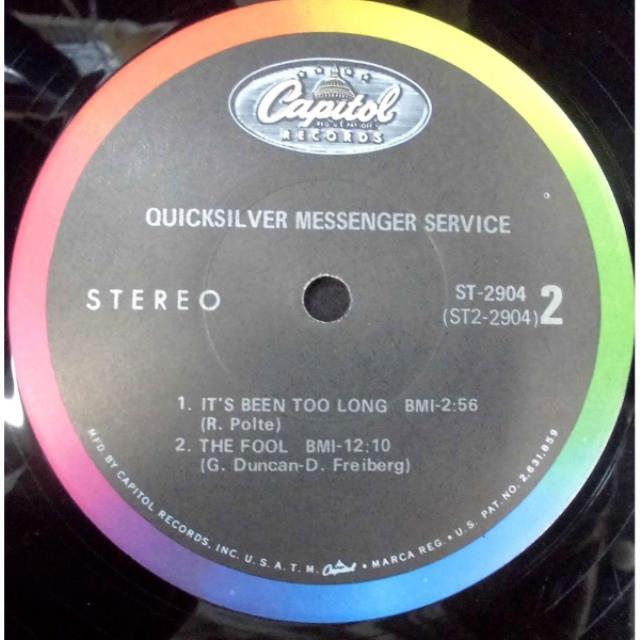 Capitol
RECORDS
QUICKSILVER MESSENGER SERVICE
STEREO
ST-2904
(ST2-2904) 2
1. IT'S BEEN TOO LONG BMI-2:56
(R. Polte)
2. THE FOOL BMI-12:10
(G. Duncan-D. Freiberg)
MFD. BY CAPITOL RECORDS, INC. U.S.A. T.M. Capitol • MARCA REG. • U.S. PAT. NO. 2,631,859